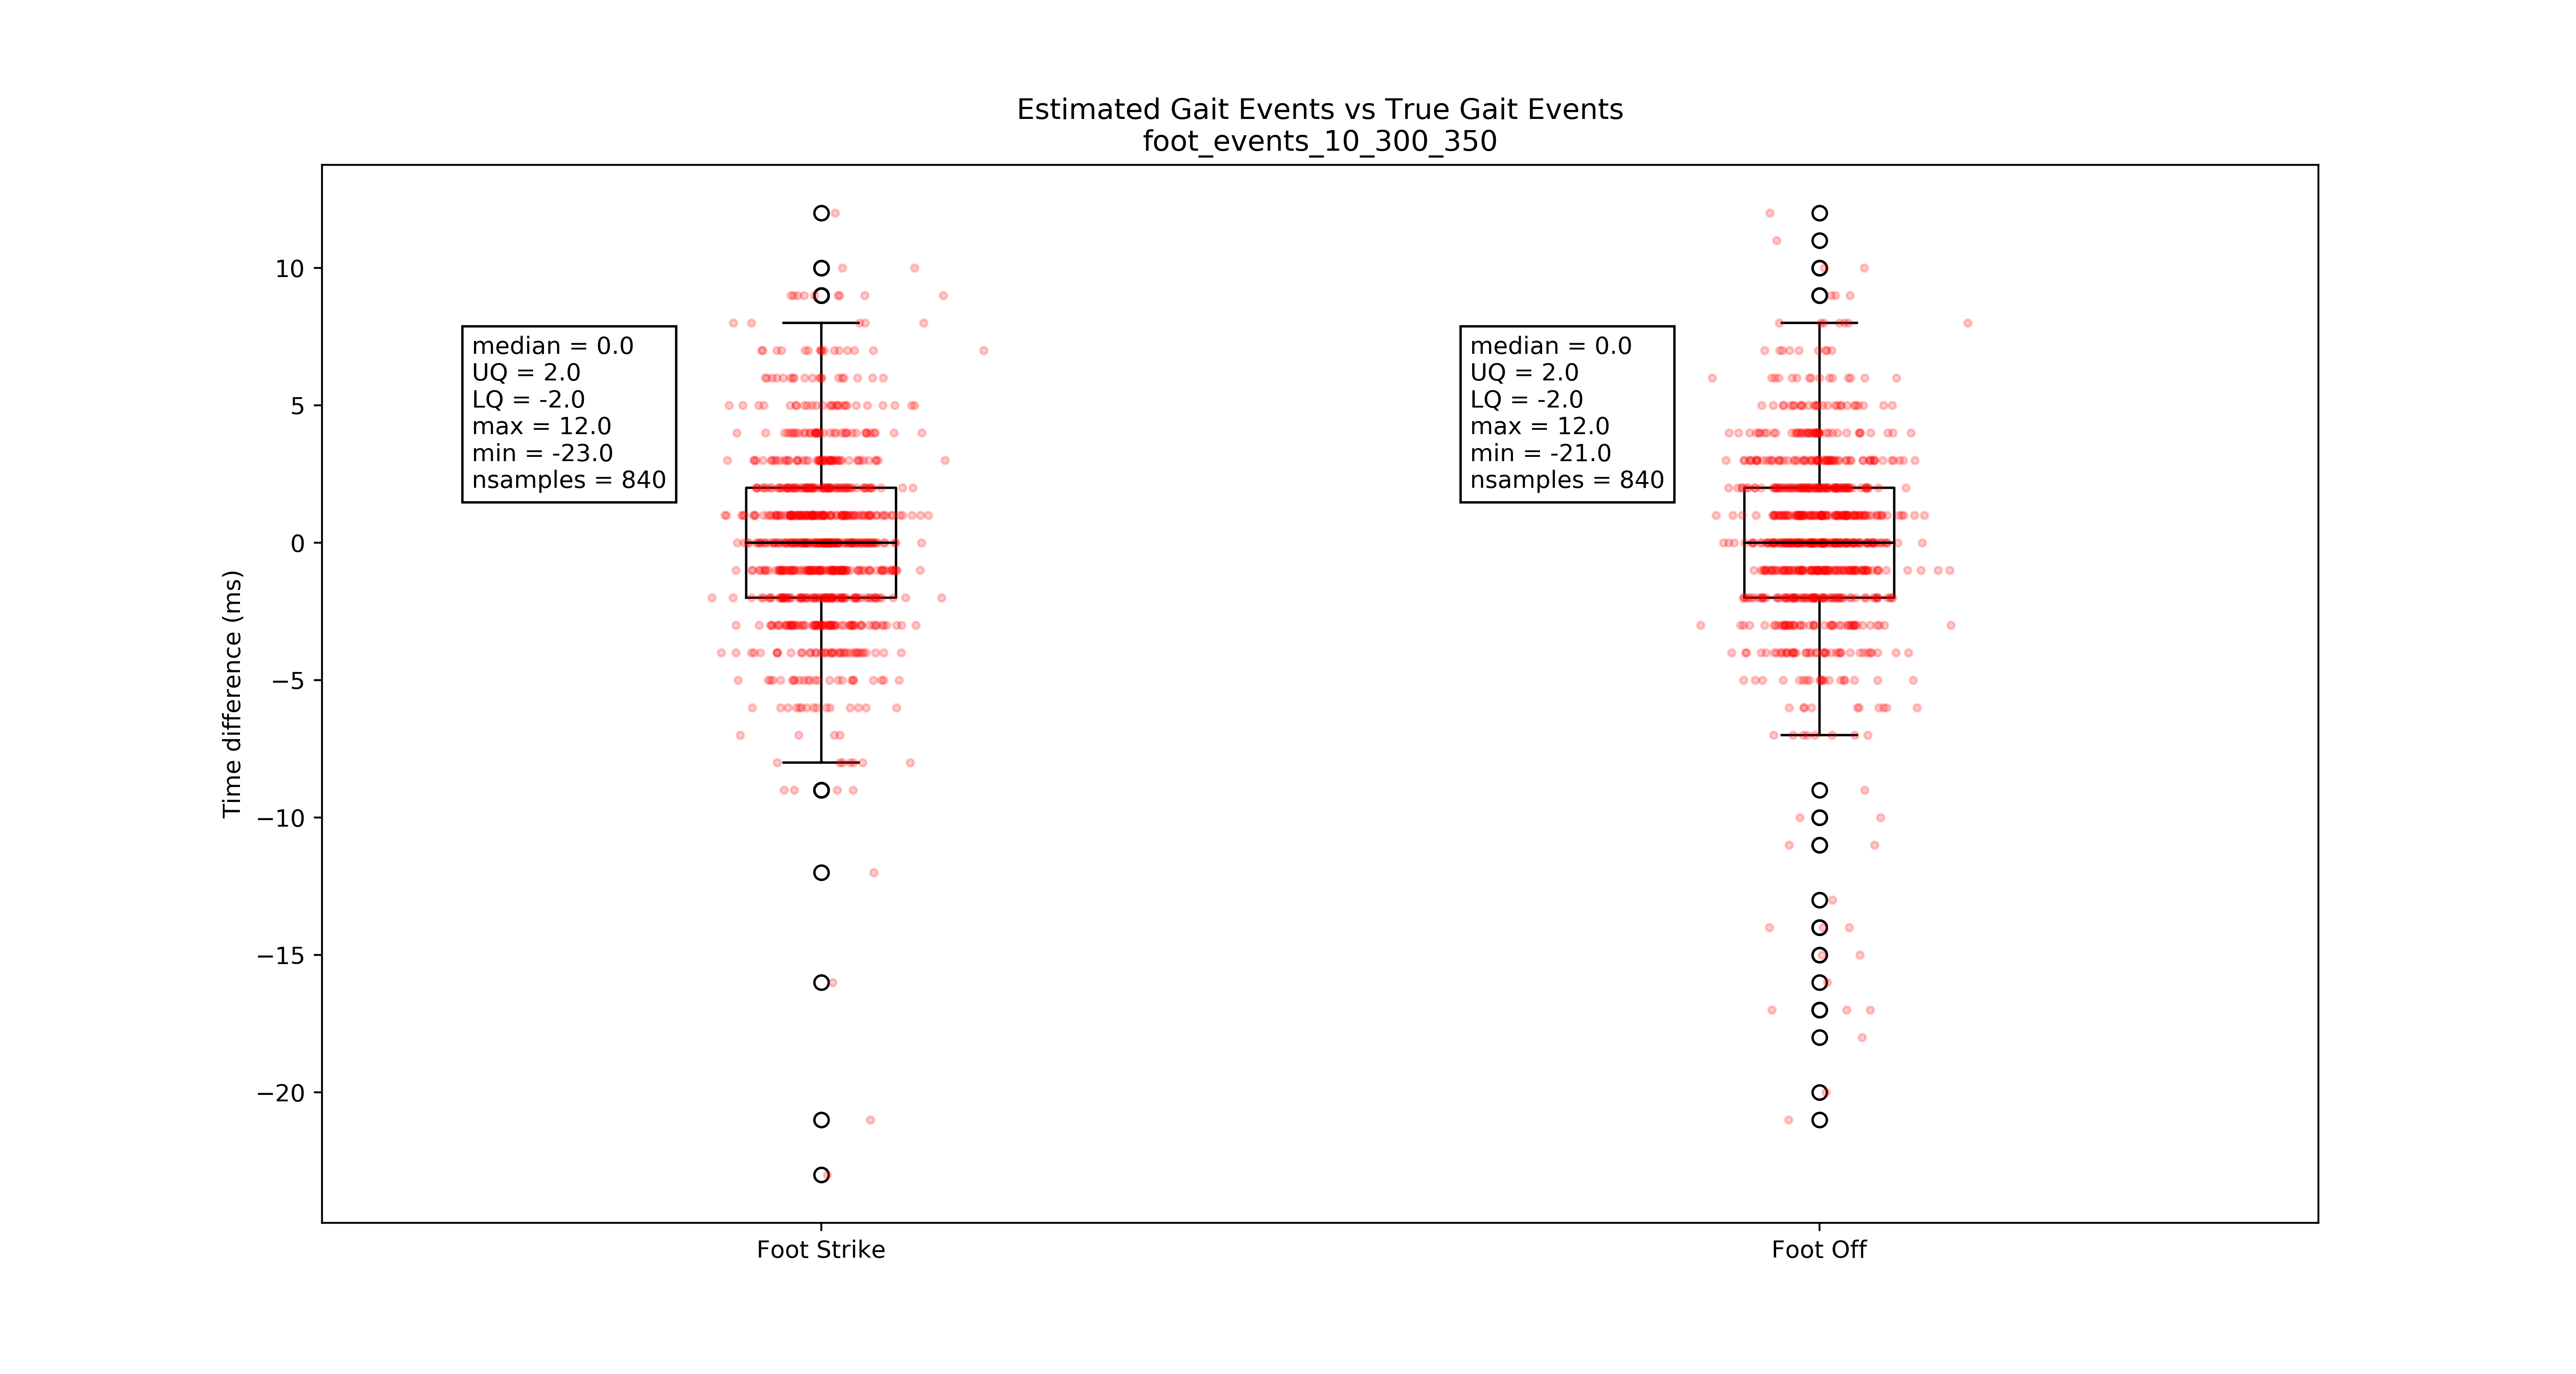 Estimated Gait Events vs True Gait Events
foot_events_10_300_350
Time difference (ms)
10
5
0
−5
−10
−15
−20
median = 0.0
UQ = 2.0
LQ = -2.0
max = 12.0
min = -23.0
nsamples = 840
median = 0.0
UQ = 2.0
LQ = -2.0
max = 12.0
min = -21.0
nsamples = 840
Foot Strike
Foot Off